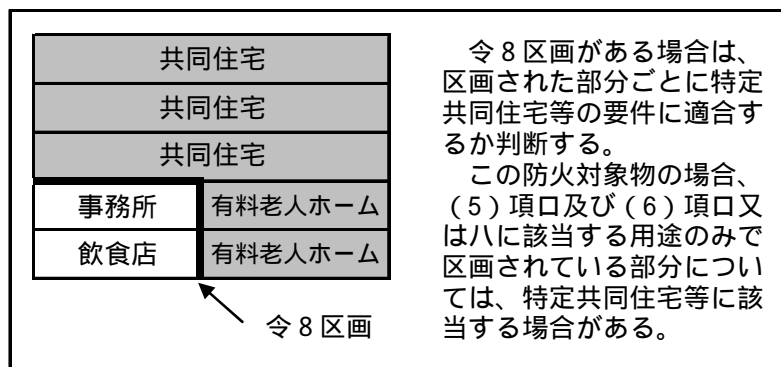 共同住宅
共同住宅
共同住宅
事務所 有料老人ホーム
飲食店 有料老人ホーム
令8区画
令8区画がある場合は、
区画された部分ごとに特定
共同住宅等の要件に適合す
るか判断する。
この防火対象物の場合、
(5)項ロ及び(6)項ロ又
はハに該当する用途のみで
区画されている部分につい
ては、特定共同住宅等に該
当する場合がある。